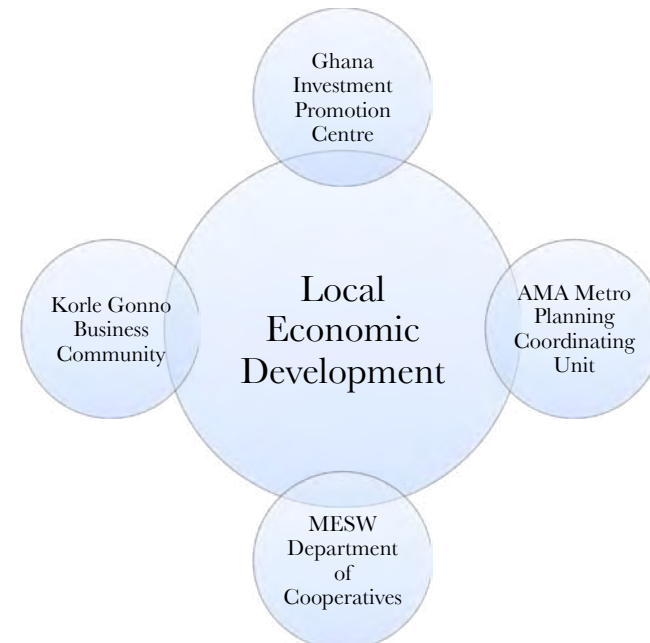 Ghana
Investment
Promotion
Centre
Korle Gonno
Business
Community
Local
Economic
Development
AMA Metro
Planning
Coordinating
Unit
MESW
Department
of
Cooperatives